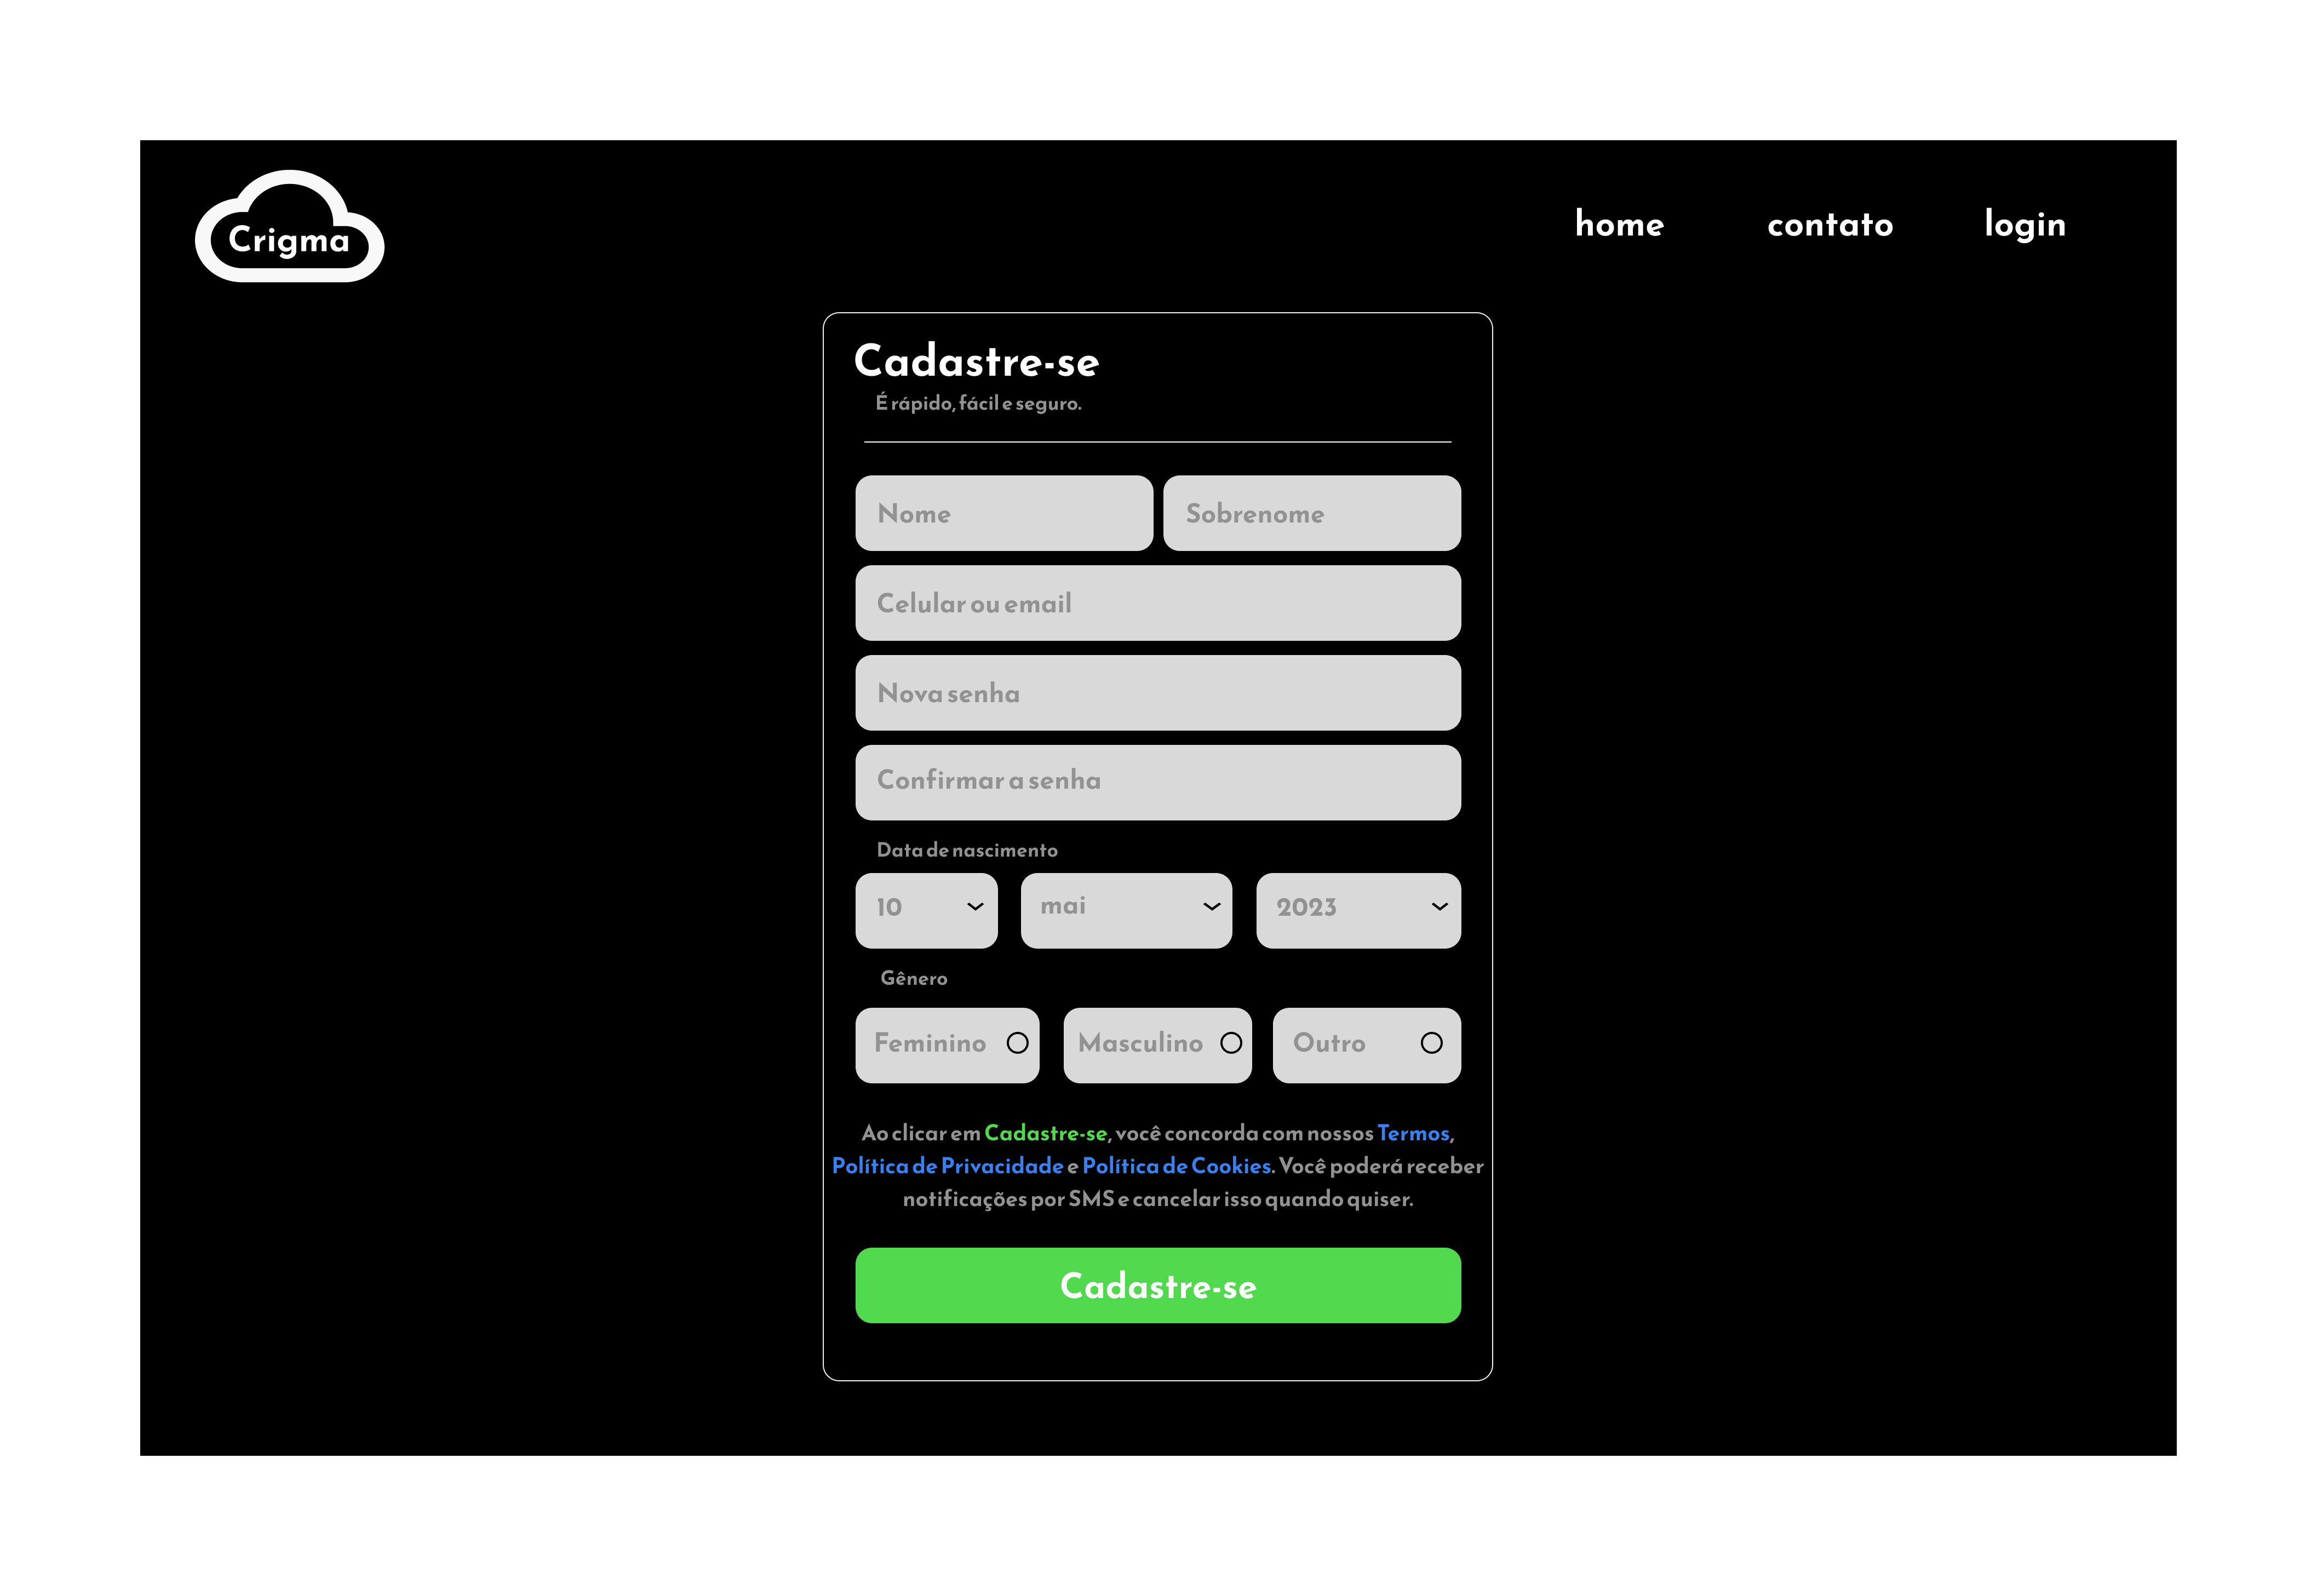 Crigma
home contato login
Cadastre-se
É rápido, fácil e seguro.
Nome Sobrenome
Celular ou email
Nova senha
Confirmar a senha
Data de nascimento
10 mai 2023
Gênero
Feminino Masculino Outro
Ao clicar em Cadastre-se, você concorda com nossos Termos,
Política de Privacidade e Política de Cookies. Você poderá receber
notificações por SMS e cancelar isso quando quiser.
Cadastre-se